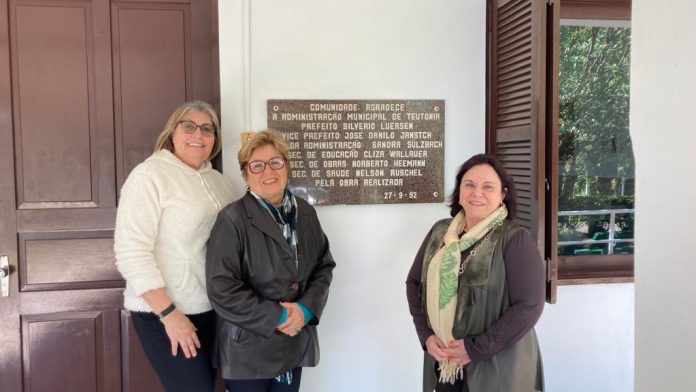 COMUNIDADE AGRADECE
A ADMINISTRAÇÃO MUNICIPAL DE TEUTONIA
PREFEITO SILVERIO LUERSEN
VICE PREFEITO JOSE DANILO JANSTCH
DA ADMINISTRAÇÃO SANDRA SULZBACH
SEC. DE EDUCAÇÃO CLIZA WALLAUER
SEC. DE OBRAS NORBERTO HEEMANN
SEC DE SAUDE NELSON RUSCHEL
PELA OBRA REALIZADA
27-9-92